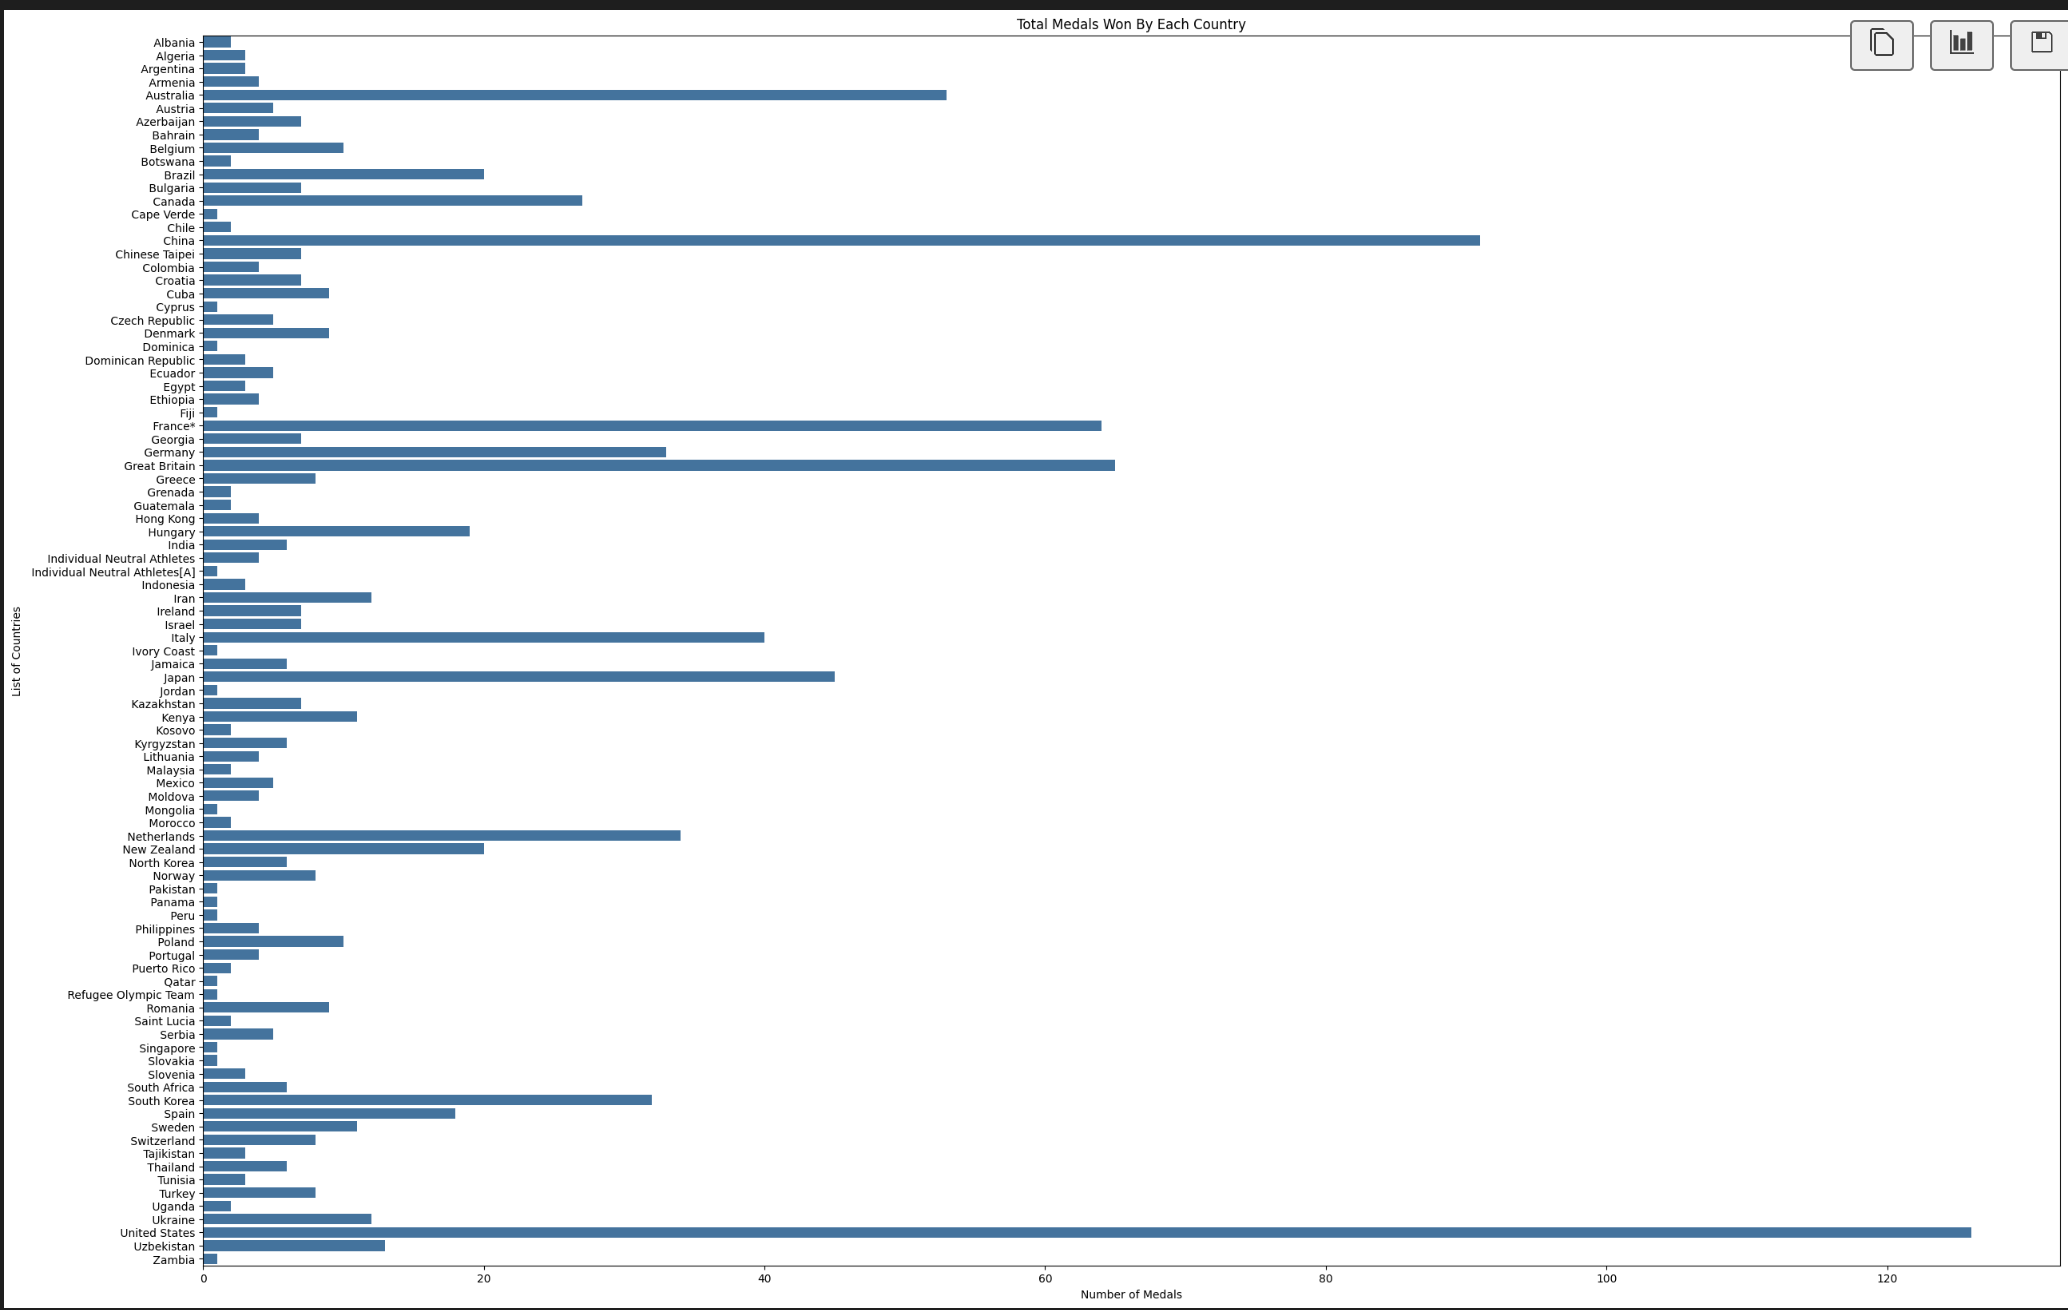 Total Medals Won By Each Country
Albania
Algeria
Argentina
Armenia
Australia
Austria
Azerbaijan
Bahrain
Belgium
Botswana
Brazil
Bulgaria
Canada
Cape Verde
Chile
China
Chinese Taipei
Colombia
Croatia
Cuba
Cyprus
Czech Republic
Denmark
Dominica
Dominican Republic
Ecuador
Egypt
Ethiopia
Fiji
France*
Georgia
Germany
Great Britain
Greece
Grenada
Guatemala
Hong Kong
Hungary
India
Individual Neutral Athletes
Individual Neutral Athletes[A]
Indonesia
Iran
Ireland
Israel
Italy
Ivory Coast
Jamaica
Japan
Jordan
Kazakhstan
Kenya
Kosovo
Kyrgyzstan
Lithuania
Malaysia
Mexico
Moldova
Mongolia
Morocco
Netherlands
New Zealand
North Korea
Norway
Pakistan
Panama
Peru
Philippines
Poland
Portugal
Puerto Rico
Qatar
Refugee Olympic Team
Romania
Saint Lucia
Serbia
Singapore
Slovakia
Slovenia
South Africa
South Korea
Spain
Sweden
Switzerland
Tajikistan
Thailand
Tunisia
Turkey
Uganda
Ukraine
United States
Uzbekistan
Zambia
List of Countries
0 20 40 60 80 100 120
Number of Medals